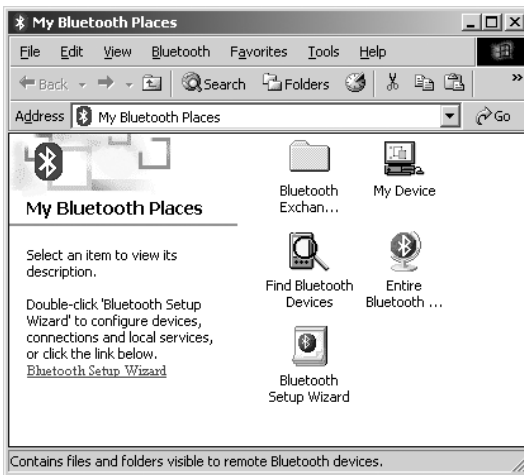 My Bluetooth Places
File Edit View Bluetooth Favorites Tools Help
Back Search Folders »
Address My Bluetooth Places Go
My Bluetooth Places
Select an item to view its
description.
Double-click 'Bluetooth Setup
Wizard' to configure devices,
connections and local services,
or click the link below.
Bluetooth Setup Wizard
Bluetooth
Exchan...
My Device
Find Bluetooth
Devices
Entire
Bluetooth ...
Bluetooth
Setup Wizard
Contains files and folders visible to remote Bluetooth devices.